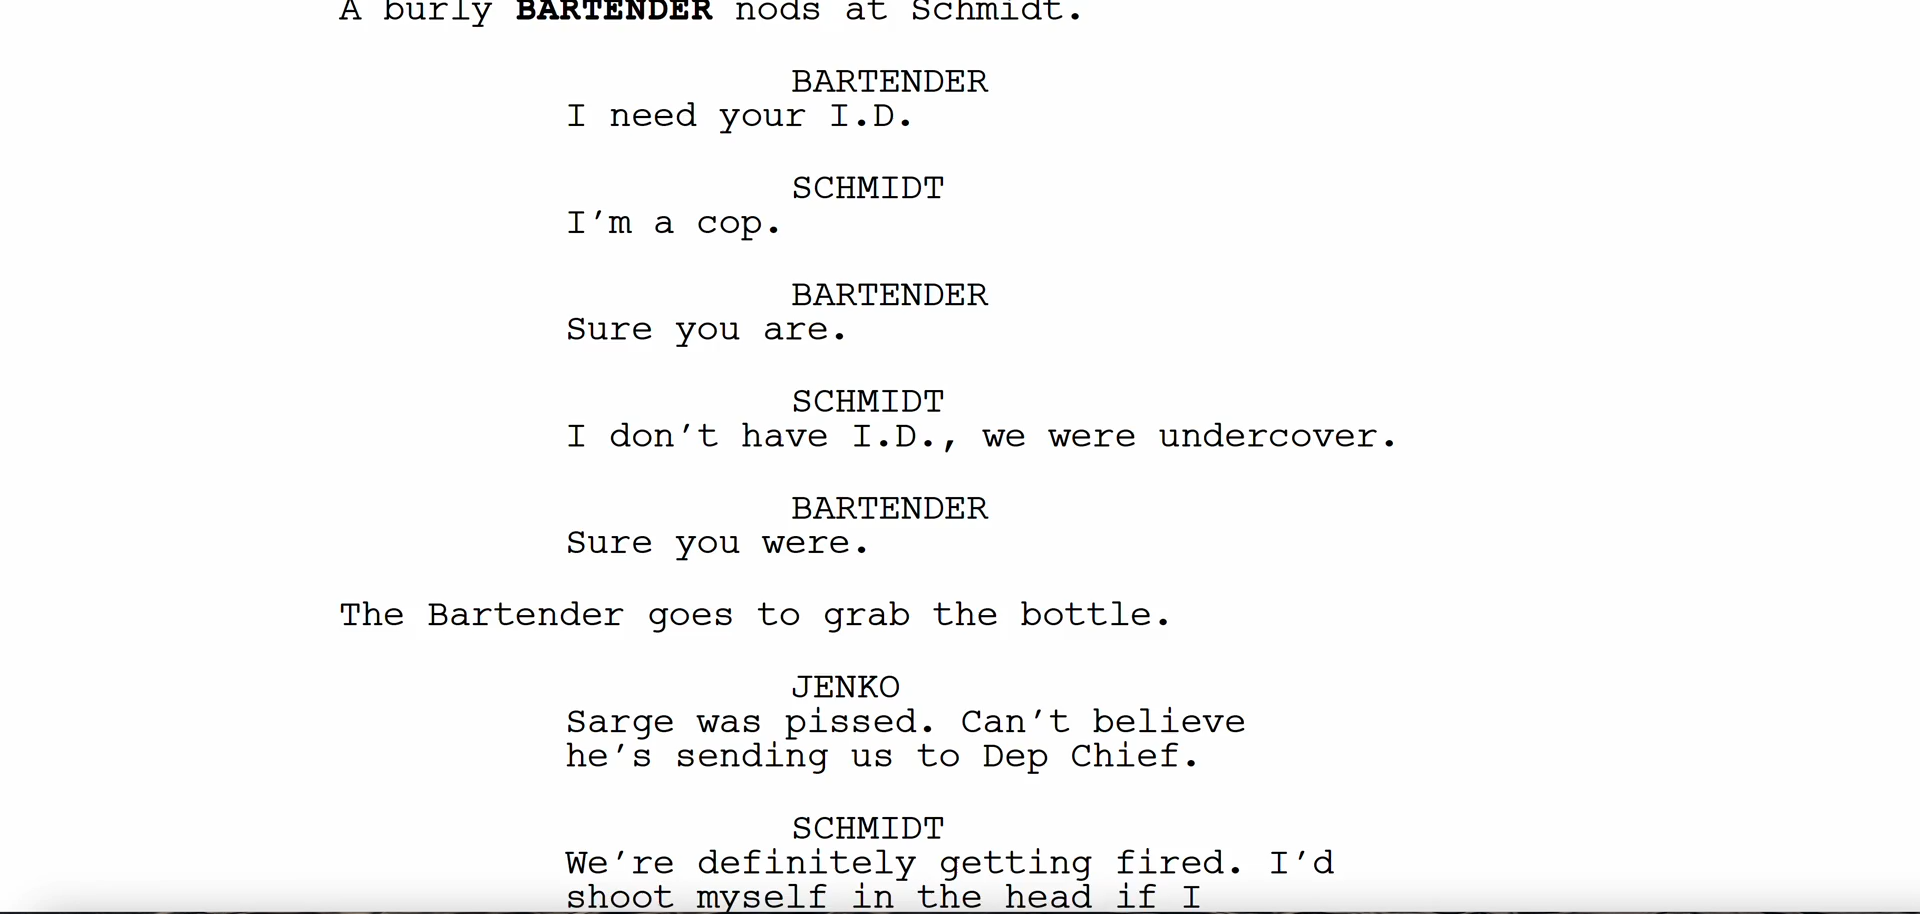 A burly BARTENDER nods at Schmidt.
BARTENDER
I need your I.D.
SCHMIDT
I’m a cop.
BARTENDER
Sure you are.
SCHMIDT
I don’t have I.D., we were undercover.
BARTENDER
Sure you were.
The Bartender goes to grab the bottle.
JENKO
Sarge was pissed. Can’t believe
he’s sending us to Dep Chief.
SCHMIDT
We’re definitely getting fired. I’d
shoot myself in the head if I